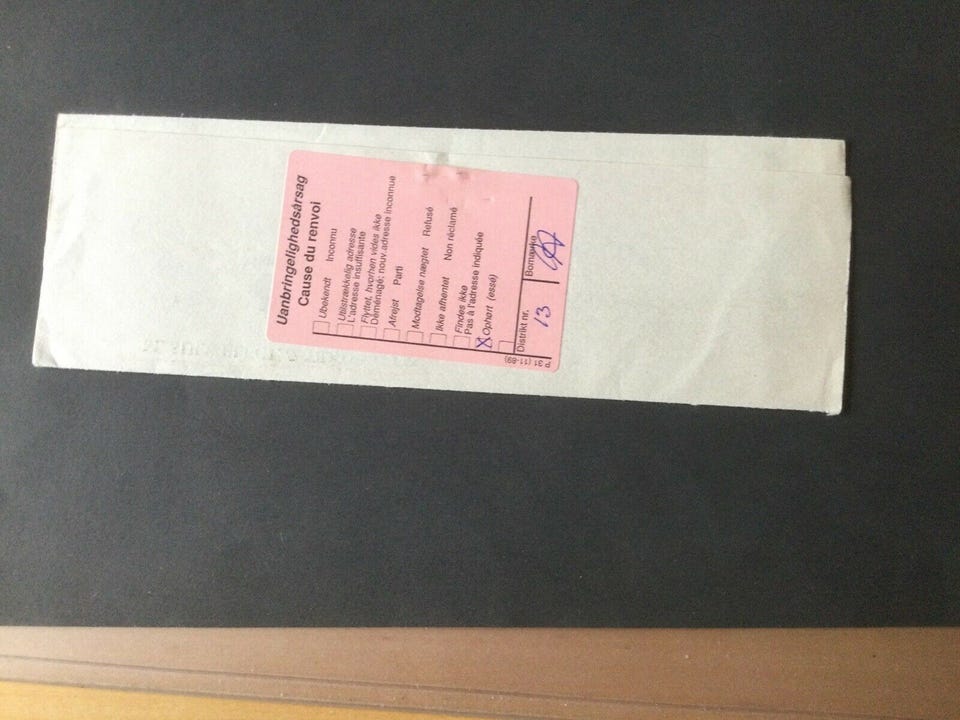 Uanbringelighedsårsag
Cause du renvoi
Ubekendt Inconnu
Utilstrækkelig adresse
L'adresse insuffisante
Flyttet, hvorhen vides ikke
Déménagé; nouv.adresse inconnue
Afrejst Parti
Modtagelse nægtet Refusé
Ikke afhentet Non réclamé
Findes ikke
Pas à l'adresse indiquée
X Ophørt (essé)
Distrikt nr. Bomærke
13
P 31 (11-89)